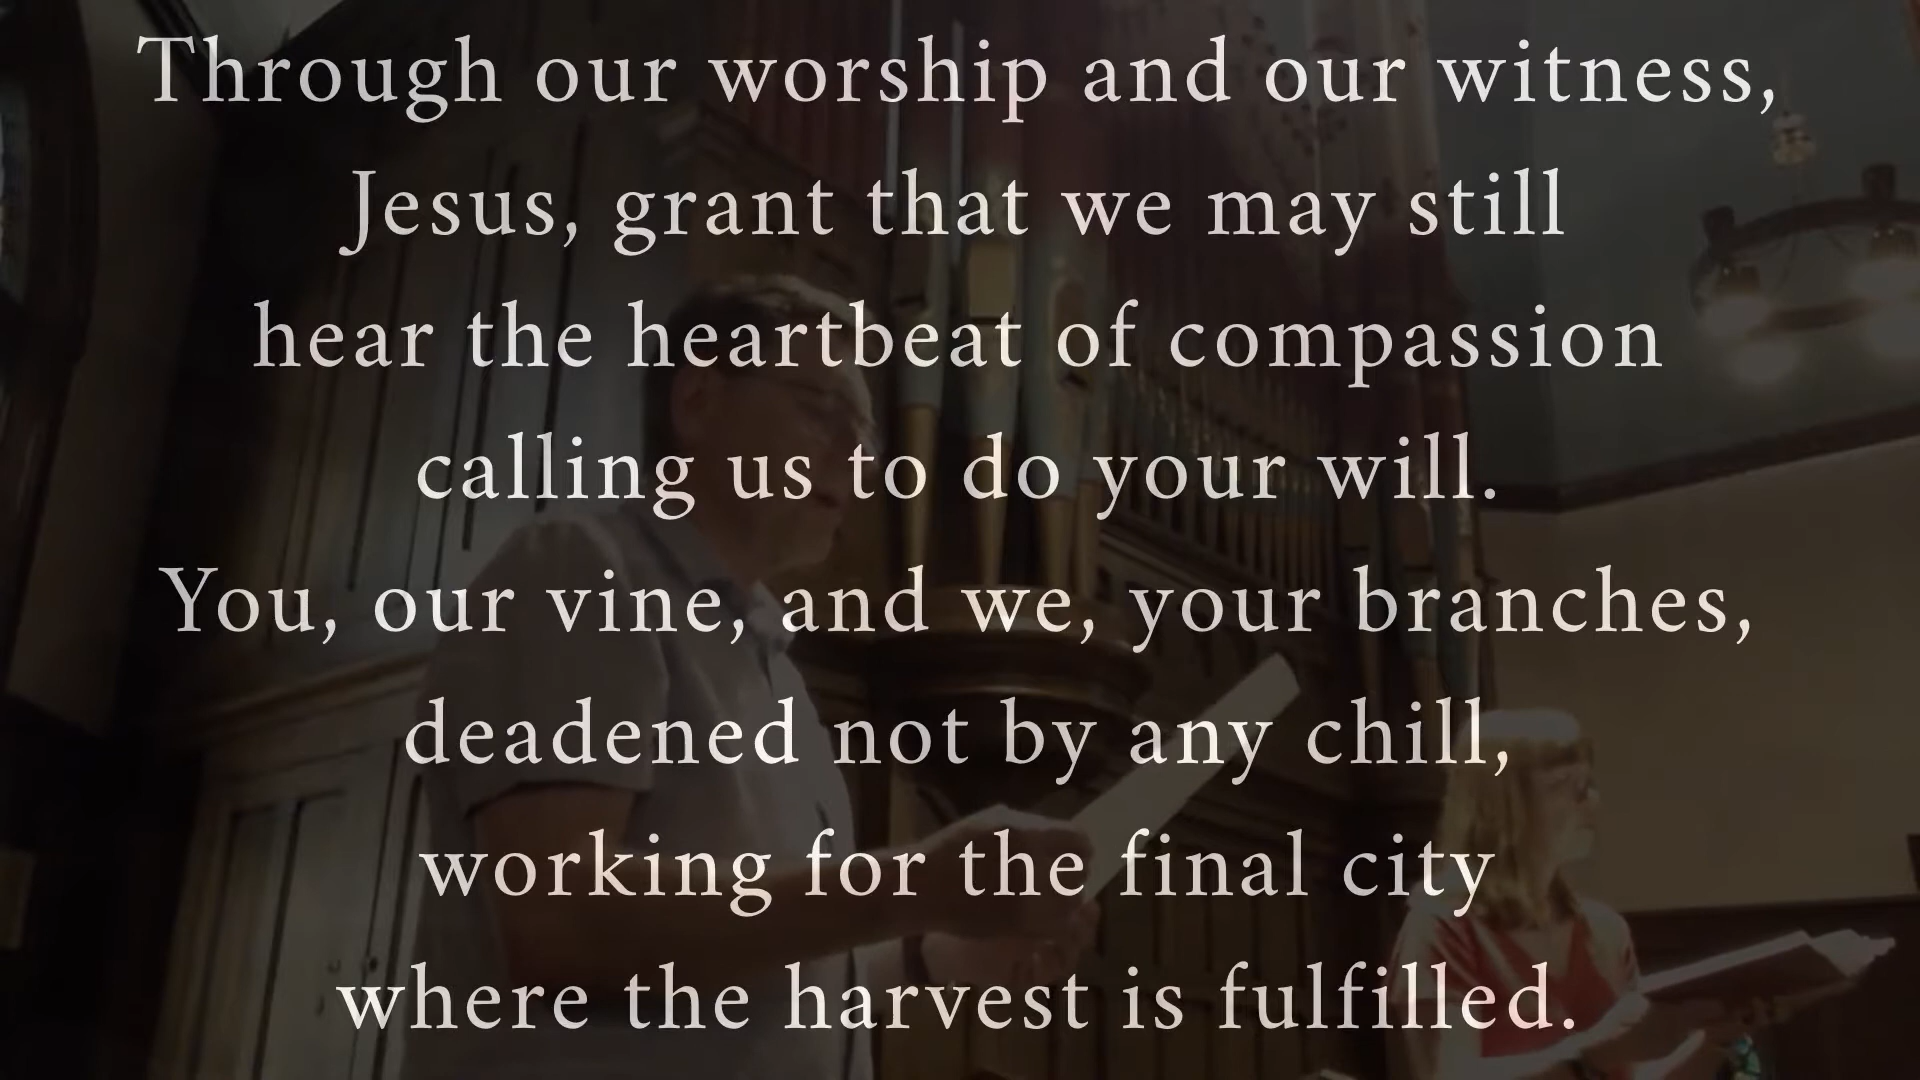 Through our worship and our witness,
Jesus, grant that we may still
hear the heartbeat of compassion
calling us to do your will.
You, our vine, and we, your branches,
deadened not by any chill,
working for the final city
where the harvest is fulfilled.